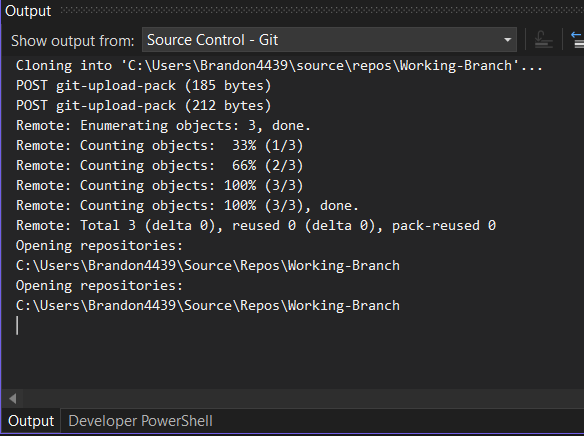 Output
Show output from: Source Control - Git
Cloning into 'C:\Users\Brandon4439\source\repos\Working-Branch'...
POST git-upload-pack (185 bytes)
POST git-upload-pack (212 bytes)
Remote: Enumerating objects: 3, done.
Remote: Counting objects:  33% (1/3)
Remote: Counting objects:  66% (2/3)
Remote: Counting objects: 100% (3/3)
Remote: Counting objects: 100% (3/3), done.
Remote: Total 3 (delta 0), reused 0 (delta 0), pack-reused 0
Opening repositories:
C:\Users\Brandon4439\Source\Repos\Working-Branch
Opening repositories:
C:\Users\Brandon4439\Source\Repos\Working-Branch
Output Developer PowerShell